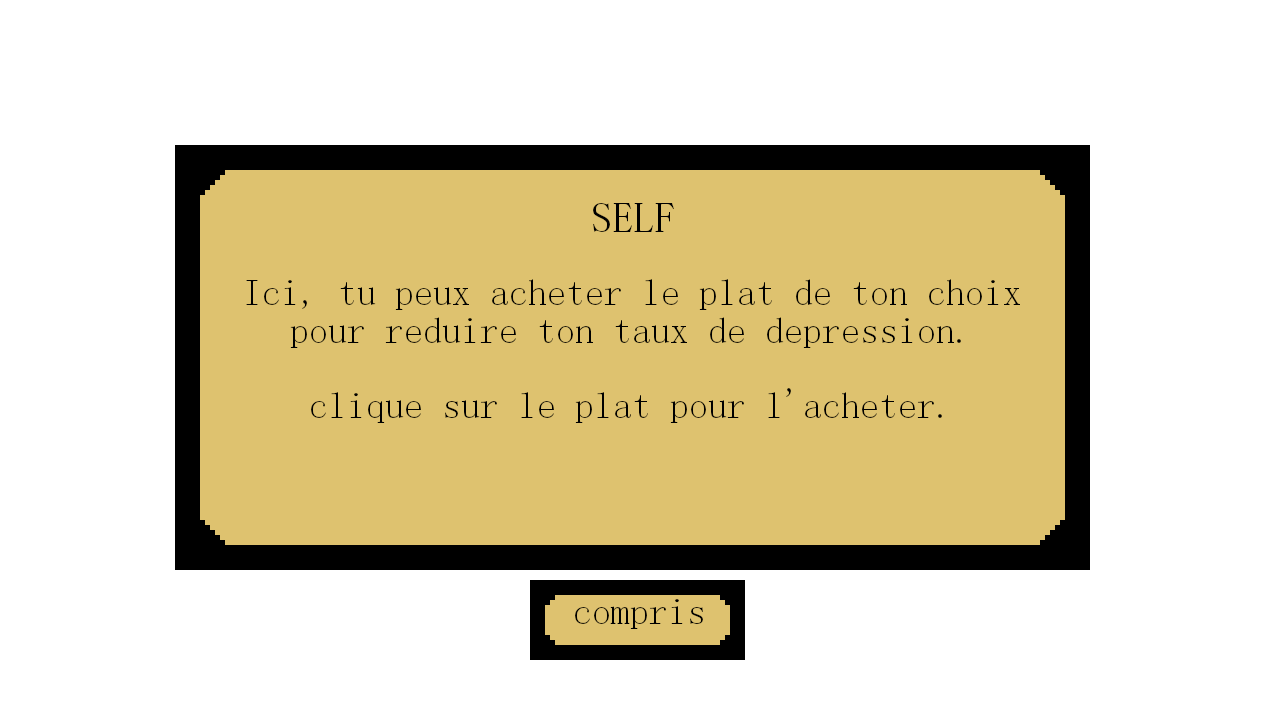 SELF
Ici, tu peux acheter le plat de ton choix
pour reduire ton taux de depression.
clique sur le plat pour l'acheter.
compris